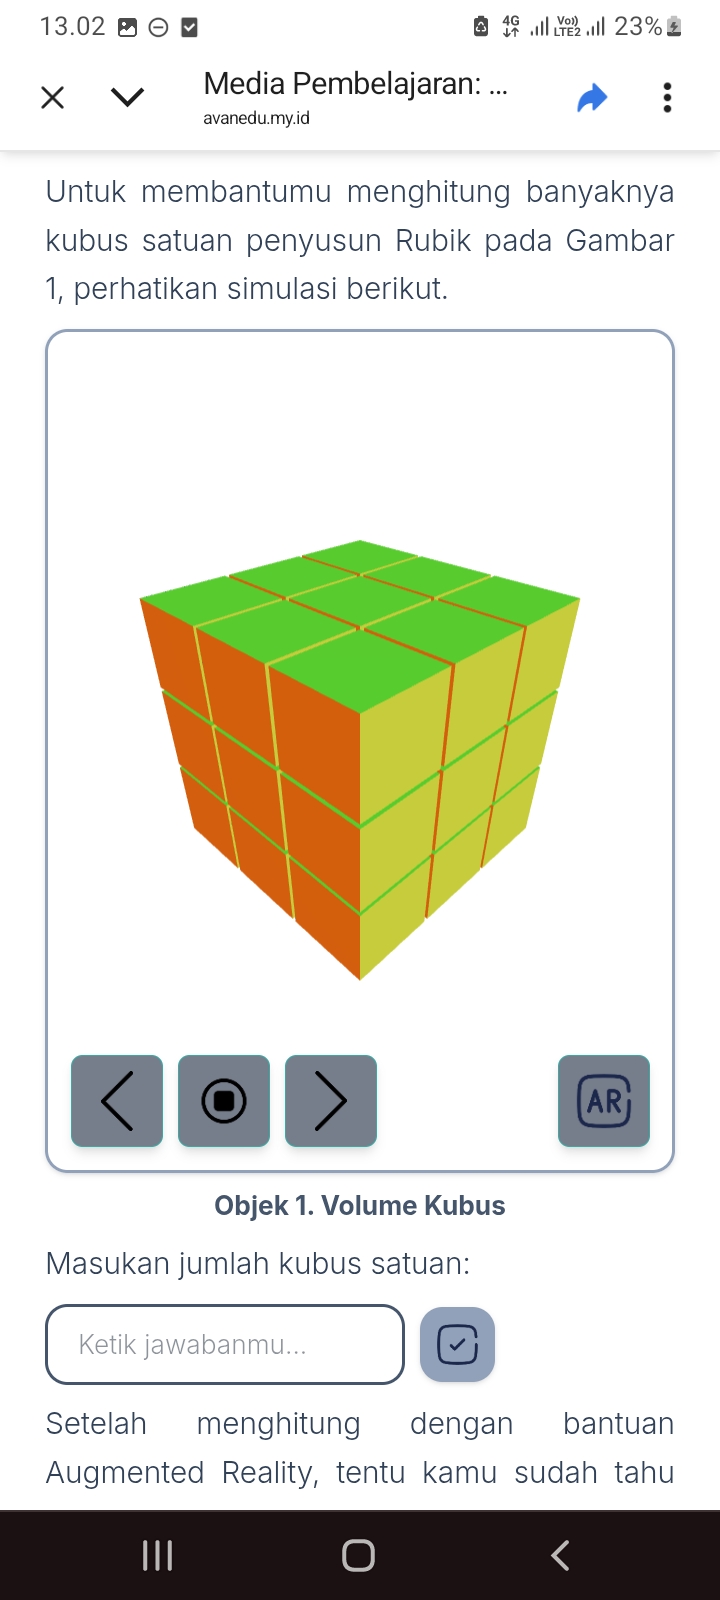 13.02
4G Vo)) LTE2 23%
Media Pembelajaran: ...
avanedu.my.id
Untuk membantumu menghitung banyaknya
kubus satuan penyusun Rubik pada Gambar
1, perhatikan simulasi berikut.
AR
Objek 1. Volume Kubus
Masukan jumlah kubus satuan:
Ketik jawabanmu...
Setelah menghitung dengan bantuan
Augmented Reality, tentu kamu sudah tahu